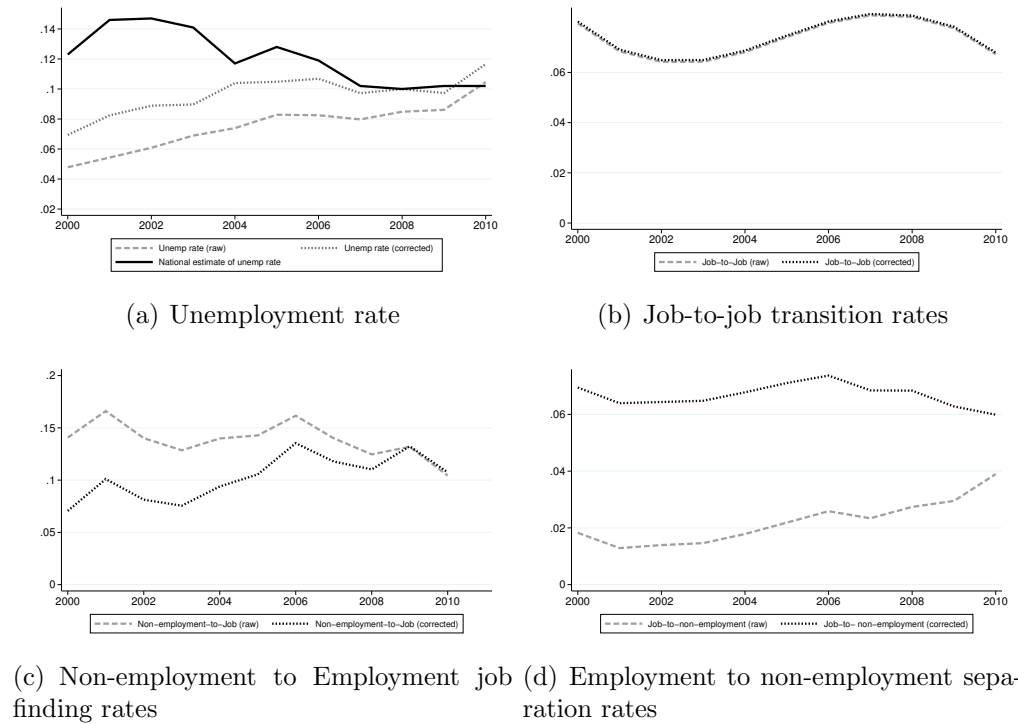 .14
.12
.1
.08
.06
.04
.02
2000 2002 2004 2006 2008 2010
Unemp rate (raw) Unemp rate (corrected)
National estimate of unemp rate
(a) Unemployment rate
.06
.04
.02
0
2000 2002 2004 2006 2008 2010
Job−to−Job (raw) Job−to−Job (corrected)
(b) Job-to-job transition rates
.2
.15
.1
.05
0
2000 2002 2004 2006 2008 2010
Non−employment−to−Job (raw) Non−employment−to−Job (corrected)
(c) Non-employment to Employment job
finding rates
.06
.04
.02
0
2000 2002 2004 2006 2008 2010
Job−to−non−employment (raw) Job−to− non−employment (corrected)
(d) Employment to non-employment sepa-
ration rates